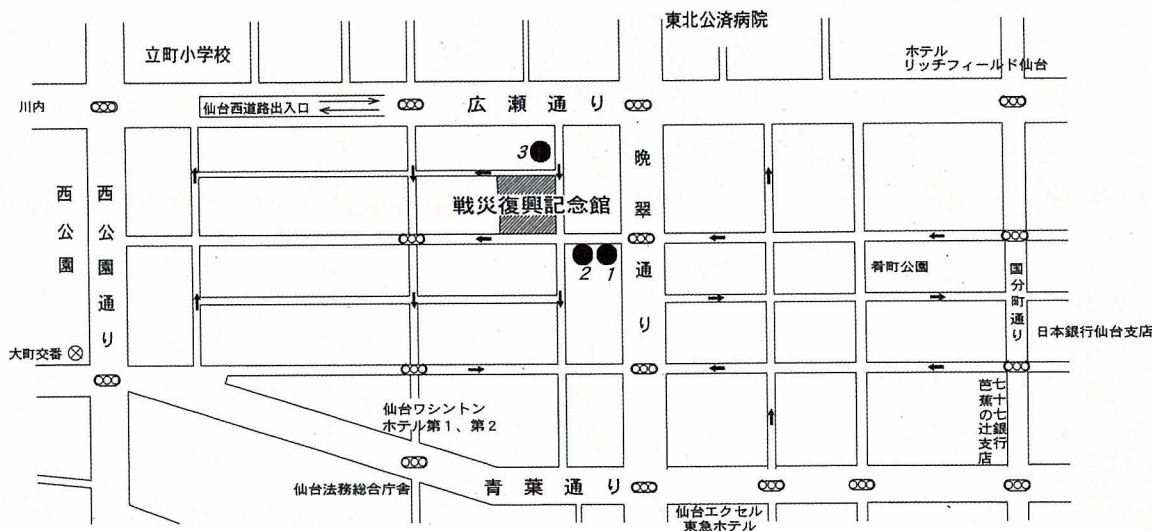 東北公済病院
立町小学校
ホテル
リッチフィールド仙台
川内
仙台西道路出入口
広瀬通り
3
晩翠通り
西公園
西公園通り
戦災復興記念館
2
1
肴町公園
国分町通り
大町交番
日本銀行仙台支店
仙台ワシントン
ホテル第1、第2
七十七銀行
芭蕉の辻支店
仙台法務総合庁舎
青葉通り
仙台エクセル
東急ホテル